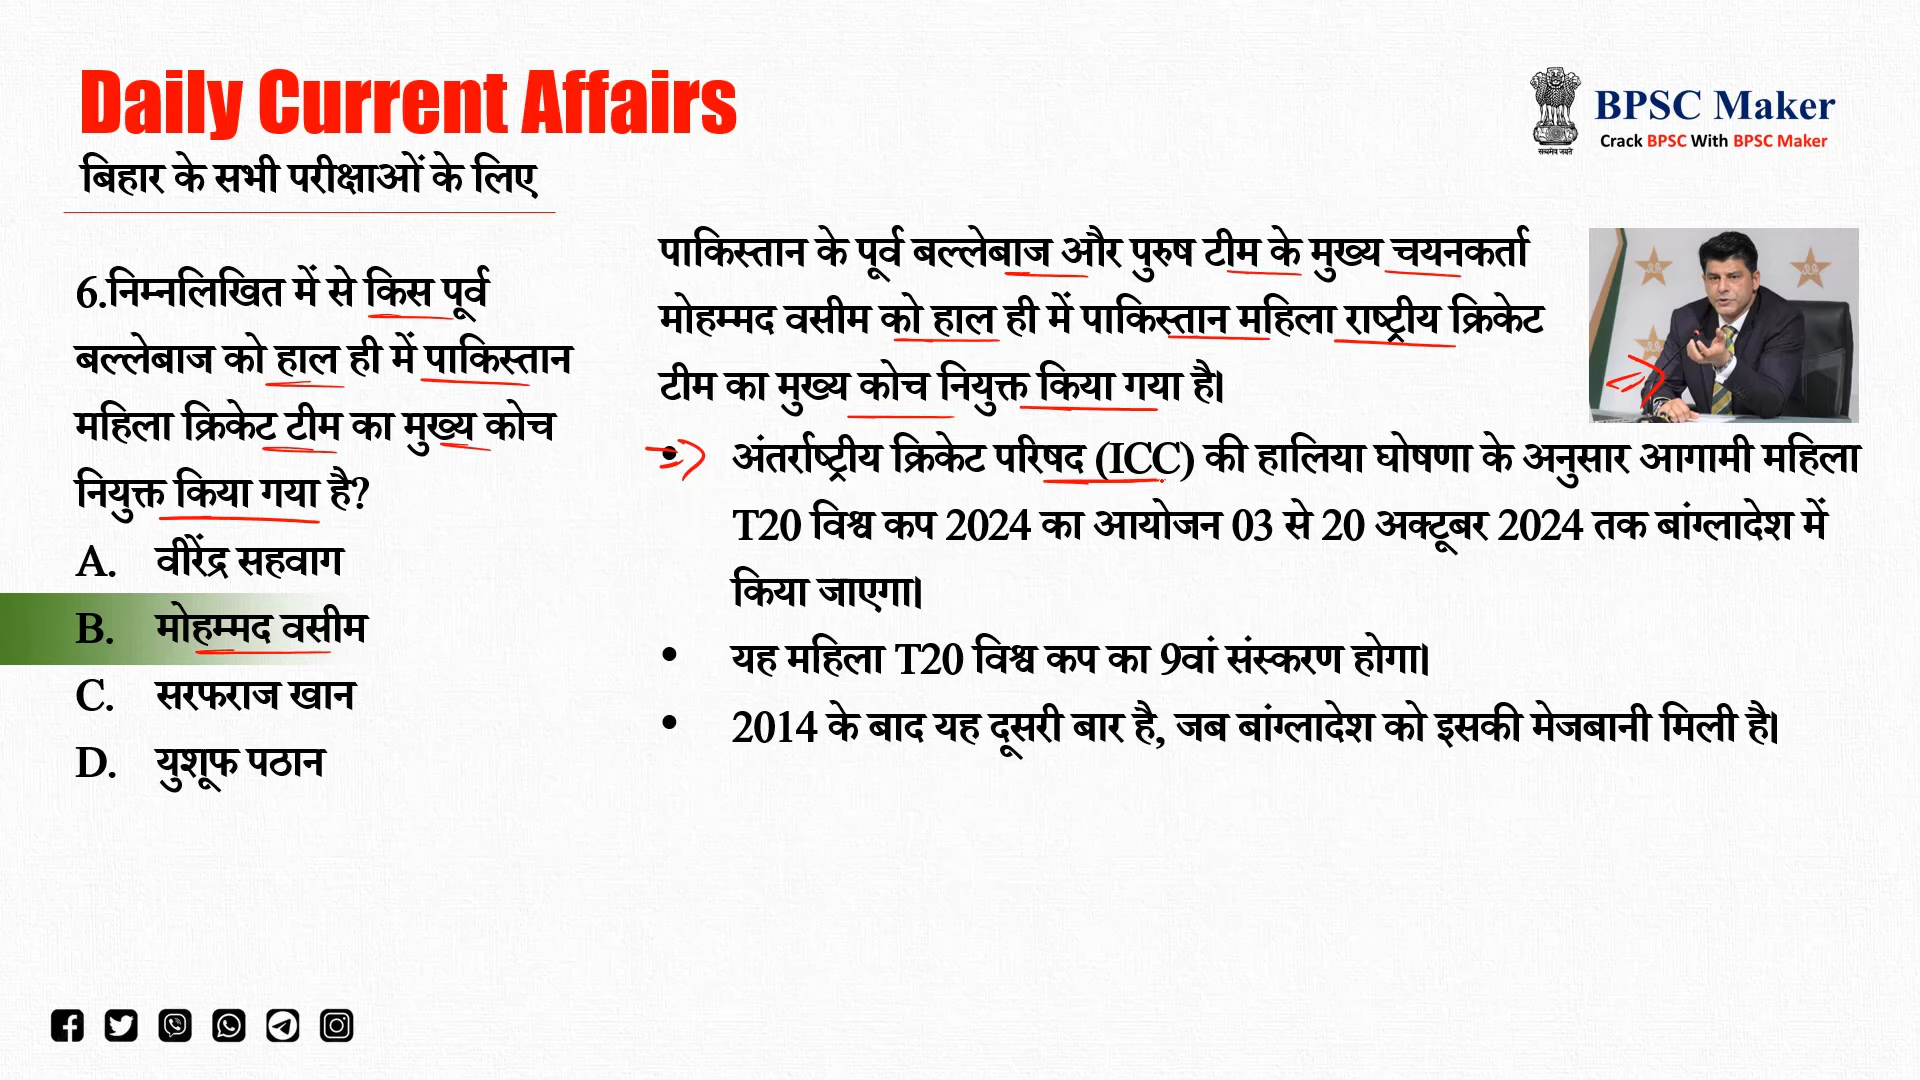 Daily Current Affairs
बिहार के सभी परीक्षाओं के लिए
सत्यमेव जयते
BPSC Maker
Crack BPSC With BPSC Maker
6.निम्नलिखित में से किस पूर्व
बल्लेबाज को हाल ही में पाकिस्तान
महिला क्रिकेट टीम का मुख्य कोच
नियुक्त किया गया है?
A. वीरेंद्र सहवाग
B. मोहम्मद वसीम
C. सरफराज खान
D. युशूफ पठान
पाकिस्तान के पूर्व बल्लेबाज और पुरुष टीम के मुख्य चयनकर्ता
मोहम्मद वसीम को हाल ही में पाकिस्तान महिला राष्ट्रीय क्रिकेट
टीम का मुख्य कोच नियुक्त किया गया है।
• अंतर्राष्ट्रीय क्रिकेट परिषद (ICC) की हालिया घोषणा के अनुसार आगामी महिला
T20 विश्व कप 2024 का आयोजन 03 से 20 अक्टूबर 2024 तक बांग्लादेश में
किया जाएगा।
• यह महिला T20 विश्व कप का 9वां संस्करण होगा।
• 2014 के बाद यह दूसरी बार है, जब बांग्लादेश को इसकी मेजबानी मिली है।